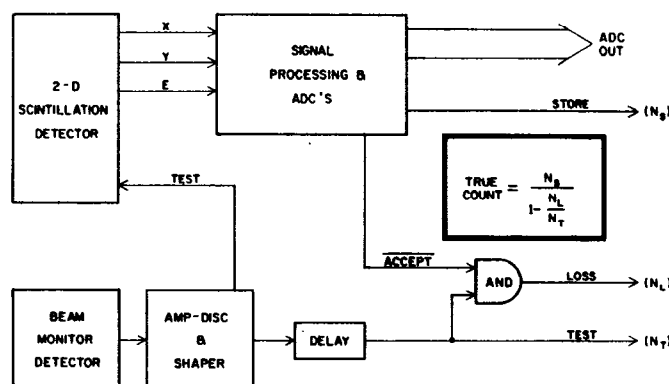 X
Y
E
2-D
SCINTILLATION
DETECTOR
SIGNAL
PROCESSING &
ADC'S
ADC
OUT
STORE
(N_S)
TEST
TRUE
COUNT = N_S / (1 - N_L / N_T)
ACCEPT
AND
LOSS
(N_L)
BEAM
MONITOR
DETECTOR
AMP-DISC
&
SHAPER
DELAY
TEST
(N_T)